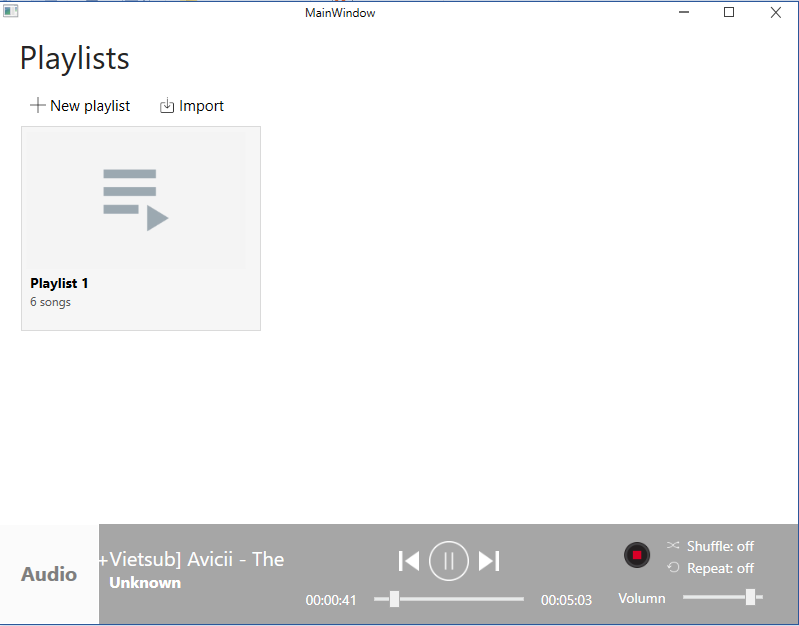 MainWindow
Playlists
New playlist
Import
Playlist 1
6 songs
Audio
+Vietsub] Avicii - The
Unknown
00:00:41
00:05:03
Shuffle: off
Repeat: off
Volumn